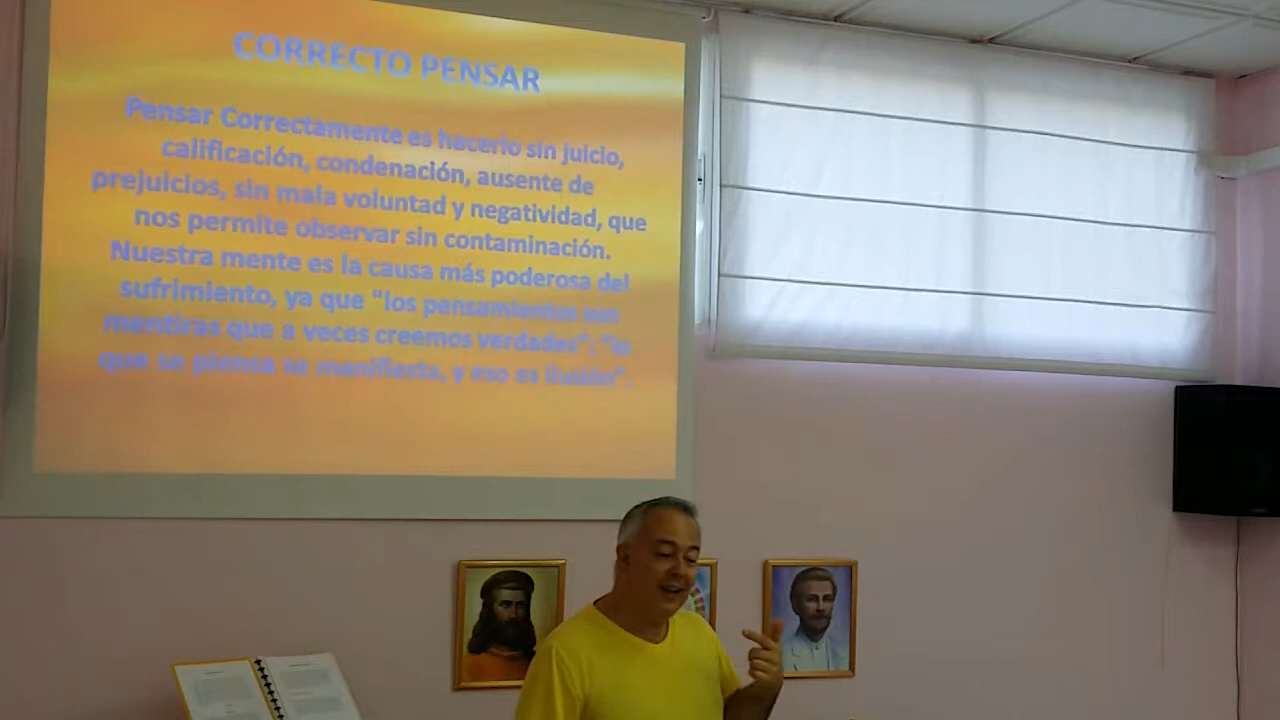 CORRECTO PENSAR
Pensar Correctamente es hacerlo sin juicio,
calificación, condenación, ausente de
prejuicios, sin mala voluntad y negatividad, que
nos permite observar sin contaminación.
Nuestra mente es la causa más poderosa del
sufrimiento, ya que "los pensamientos son
mentiras que a veces creemos verdades"; "lo
que se piensa se manifiesta, y eso es ilusión".